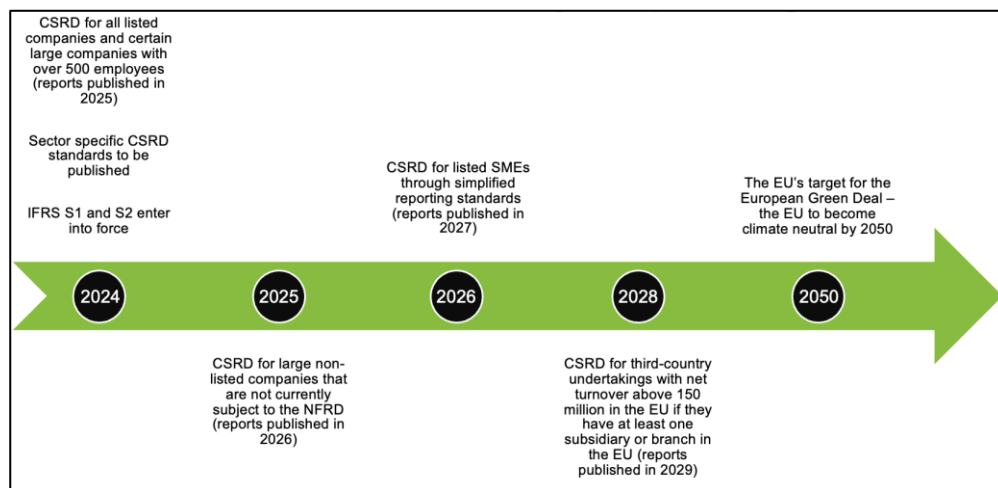 CSRD for all listed
companies and certain
large companies with
over 500 employees
(reports published in
2025)
Sector specific CSRD
standards to be
published
IFRS S1 and S2 enter
into force
CSRD for listed SMEs
through simplified
reporting standards
(reports published in
2027)
The EU’s target for the
European Green Deal –
the EU to become
climate neutral by 2050
2024
2025
2026
2028
2050
CSRD for large non-
listed companies that
are not currently
subject to the NFRD
(reports published in
2026)
CSRD for third-country
undertakings with net
turnover above 150
million in the EU if they
have at least one
subsidiary or branch in
the EU (reports
published in 2029)